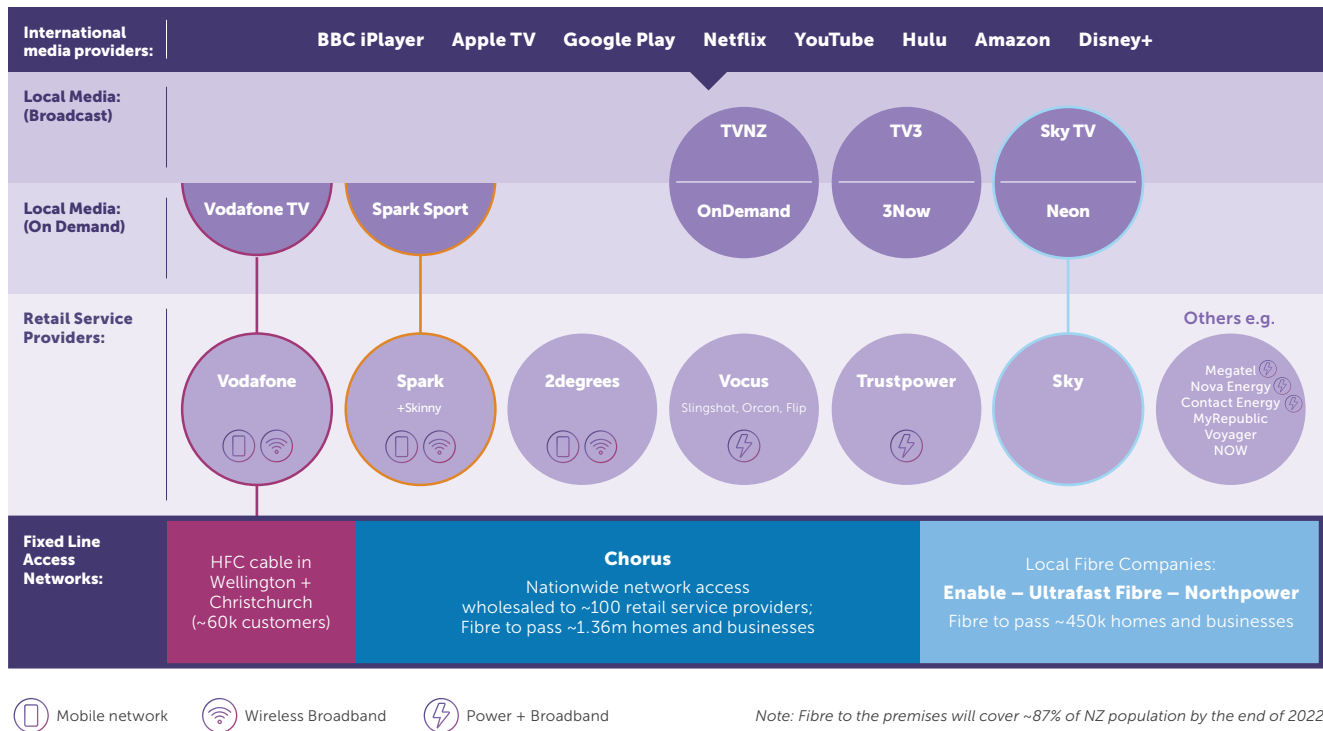 International
media providers:
BBC iPlayer Apple TV Google Play Netflix YouTube Hulu Amazon Disney+
Local Media:
(Broadcast)
TVNZ
TV3
Sky TV
Local Media:
(On Demand)
Vodafone TV
Spark Sport
OnDemand
3Now
Neon
Retail Service
Providers:
Vodafone
Spark
+Skinny
2degrees
Vocus
Slingshot, Orcon, Flip
Trustpower
Sky
Others e.g.
Megatel
Nova Energy
Contact Energy
MyRepublic
Voyager
NOW
Fixed Line
Access
Networks:
HFC cable in
Wellington +
Christchurch
(~60k customers)
Chorus
Nationwide network access
wholesaled to ~100 retail service providers;
Fibre to pass ~1.36m homes and businesses
Local Fibre Companies:
Enable – Ultrafast Fibre – Northpower
Fibre to pass ~450k homes and businesses
Mobile network
Wireless Broadband
Power + Broadband
Note: Fibre to the premises will cover ~87% of NZ population by the end of 2022